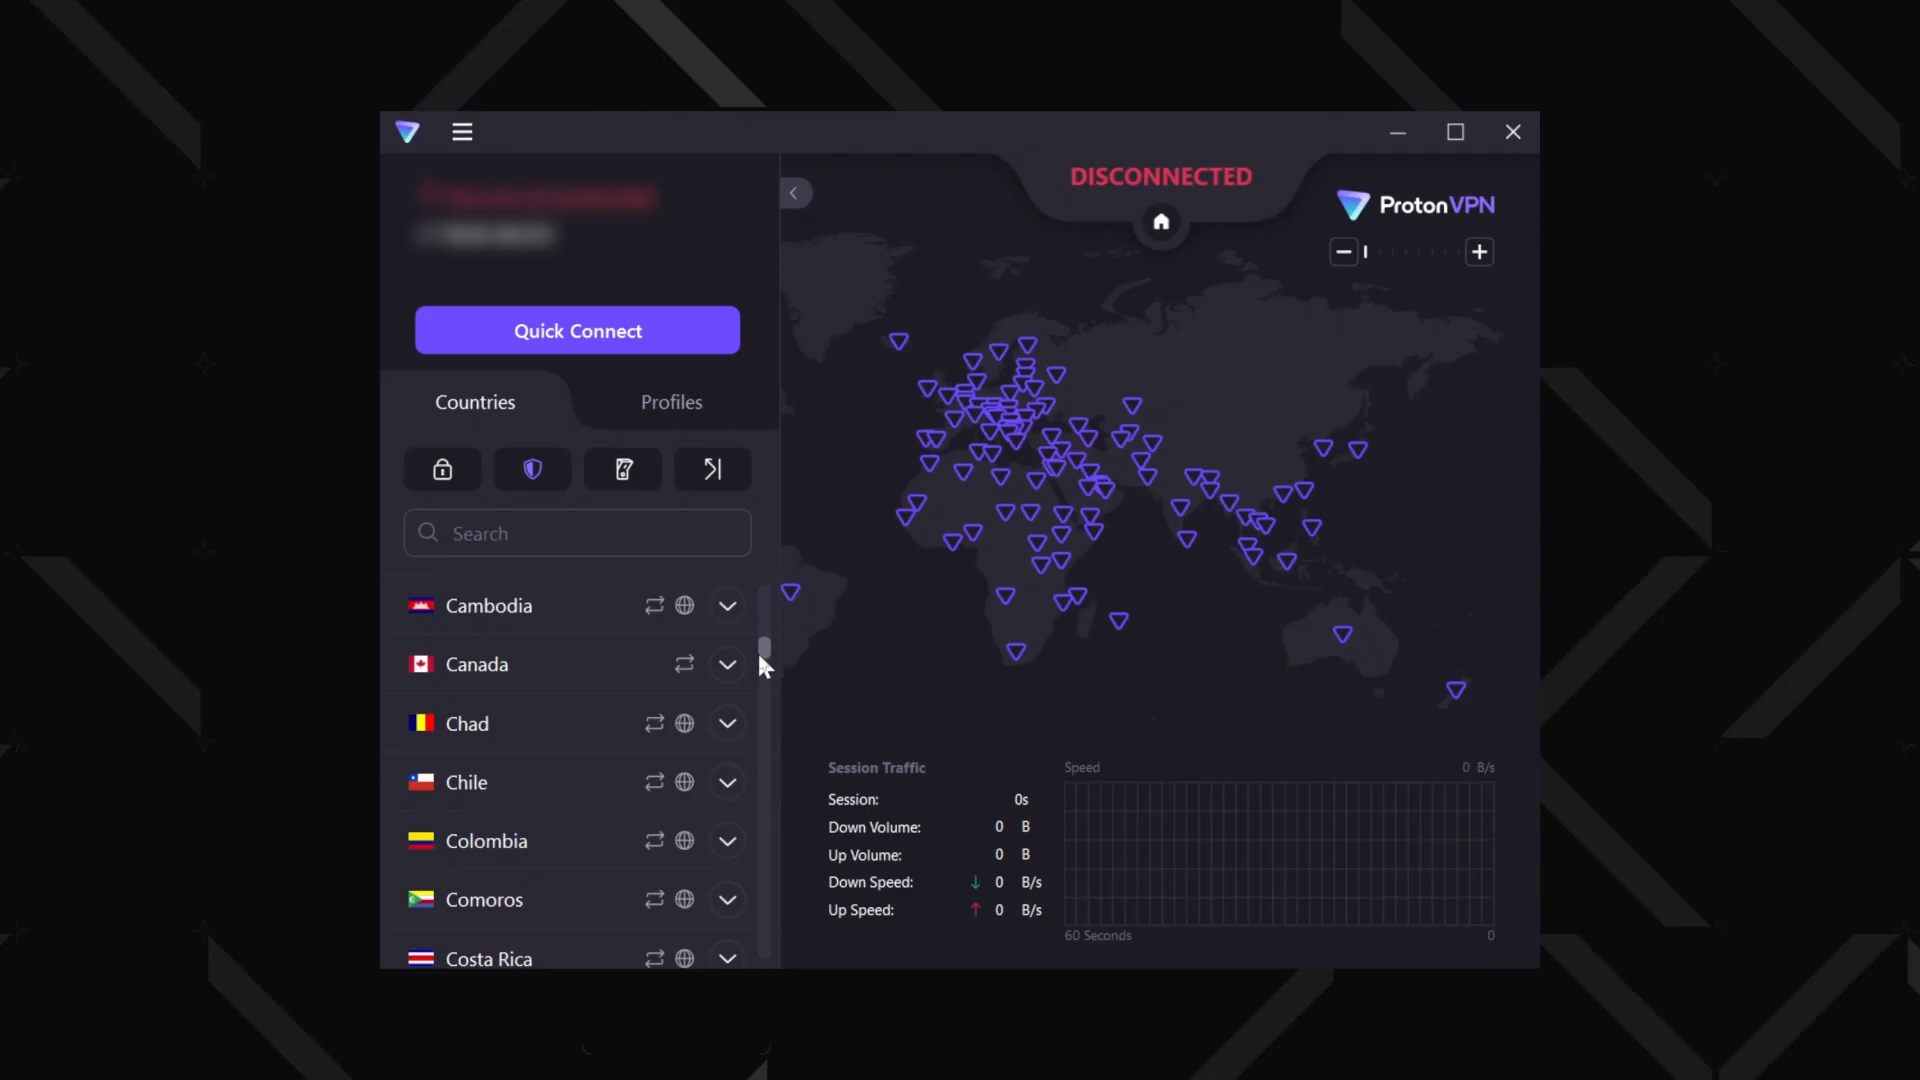 DISCONNECTED
ProtonVPN
Quick Connect
Countries
Profiles
Search
Cambodia
Canada
Chad
Chile
Colombia
Comoros
Costa Rica
Session Traffic
Session: 0s
Down Volume: 0 B
Up Volume: 0 B
Down Speed: 0 B/s
Up Speed: 0 B/s
Speed
0 B/s
60 Seconds
0